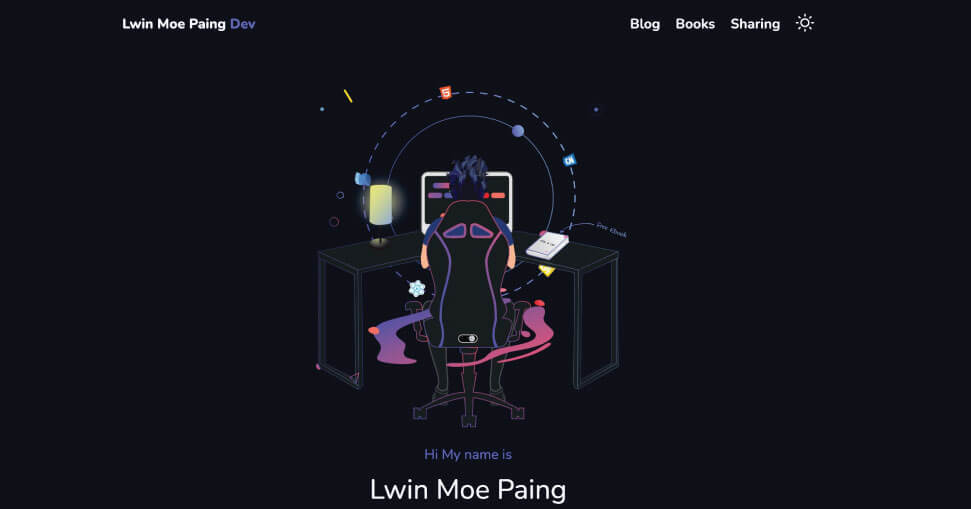 Lwin Moe Paing Dev
Blog Books Sharing
Free Ebook
Hi My name is
Lwin Moe Paing